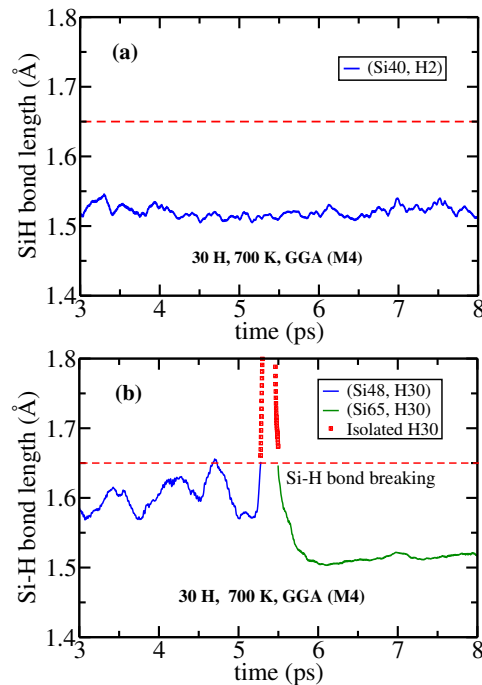 (a)
(Si40, H2)
SiH bond length (Å)
1.8
1.7
1.6
1.5
1.4
30 H, 700 K, GGA (M4)
3 4 5 6 7 8
time (ps)
(b)
(Si48, H30)
(Si65, H30)
Isolated H30
Si-H bond length (Å)
1.8
1.7
1.6
1.5
1.4
Si-H bond breaking
30 H, 700 K, GGA (M4)
3 4 5 6 7 8
time (ps)